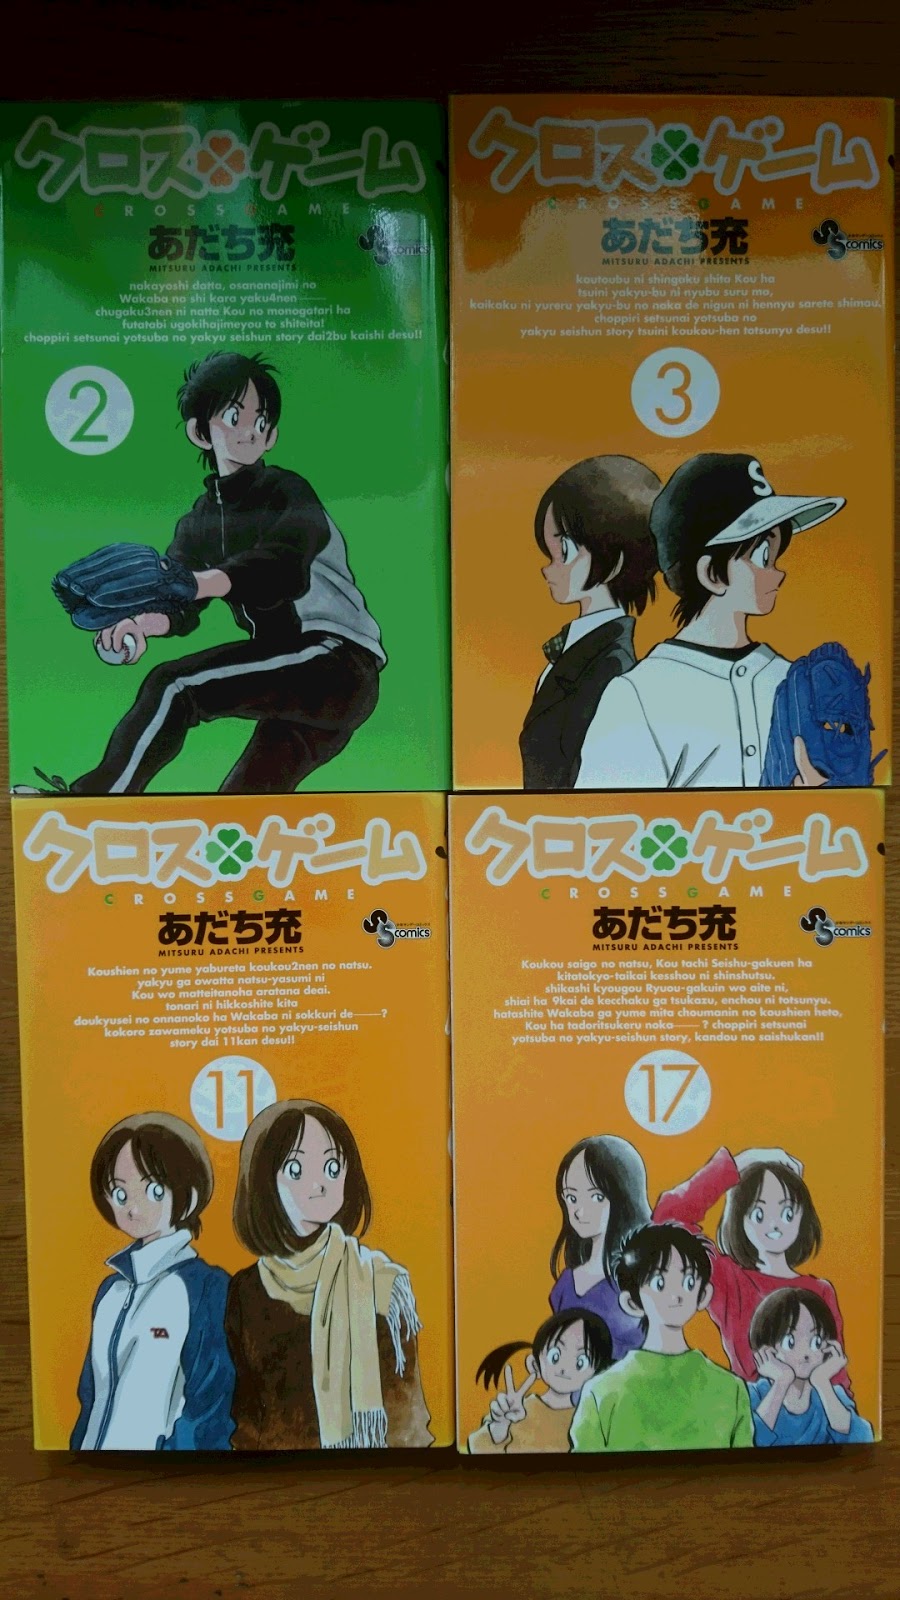 クロス ゲーム
CROSS GAME
あだち充
MITSURU ADACHI PRESENTS
SS comics
nakayoshi datta, osananajimi no
Wakaba no shi kara yaku4nen——
chugaku3nen ni natta Kou no monogatari ha
futatabi ugokihajimeyou to shiteita!
choppiri setsunai yotsuba no yakyu seishun story dai2bu kaishi desu!!
2
クロス ゲーム
CROSS GAME
あだち充
MITSURU ADACHI PRESENTS
SS comics
koutoubu ni shingaku shita Kou ha
tsuini yakyu-bu ni nyubu suru mo,
kaikaku ni yureru yakyu-bu no naka de nigun ni hennyu sarete shimau.
choppiri setsunai yotsuba no
yakyu seishun story tsuini koukou-hen totsunyu desu!!
3
S
クロス ゲーム
CROSS GAME
あだち充
MITSURU ADACHI PRESENTS
SS comics
Koushien no yume yabureta koukou2nen no natsu.
yakyu ga owatta natsu-yasumi ni
Kou wo matteitanoha aratana deai.
tonari ni hikkoshite kita
doukyusei no onnanoko ha Wakaba ni sokkuri de——?
kokoro zawameku yotsuba no yakyu-seishun
story dai 11kan desu!!
11
TA
クロス ゲーム
CROSS GAME
あだち充
MITSURU ADACHI PRESENTS
SS comics
Koukou saigo no natsu, Kou tachi Seishu-gakuen ha
kitatokyo-taikai kesshou ni shinshutsu.
shikashi kyougou Ryuou-gakuin wo aite ni,
shiai ha 9kai de kecchaku ga tsukazu, enchou ni totsunyu.
hatashite Wakaba ga yume mita choumanin no koushien heto,
Kou ha tadoritsukeru noka——? choppiri setsunai
yotsuba no yakyu-seishun story, kandou no saishukan!!
17